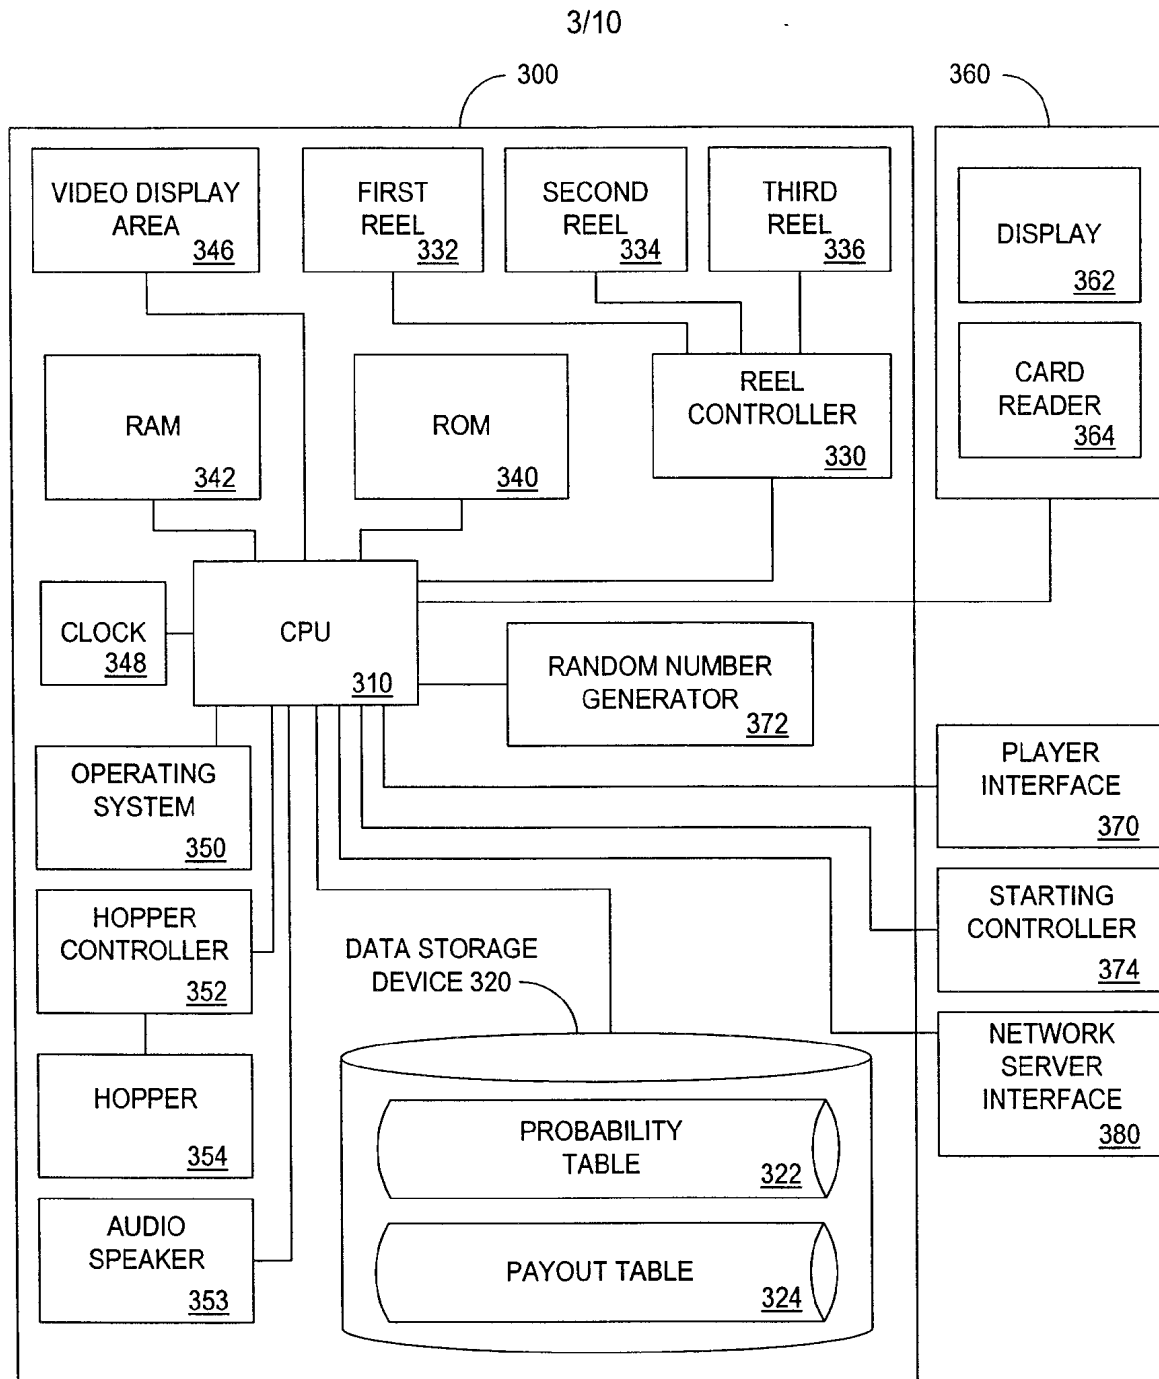 3/10
300
360
VIDEO DISPLAY
AREA
346
FIRST
REEL
332
SECOND
REEL
334
THIRD
REEL
336
DISPLAY
362
RAM
342
ROM
340
REEL
CONTROLLER
330
CARD
READER
364
CLOCK
348
CPU
310
RANDOM NUMBER
GENERATOR
372
OPERATING
SYSTEM
350
PLAYER
INTERFACE
370
HOPPER
CONTROLLER
352
STARTING
CONTROLLER
374
DATA STORAGE
DEVICE 320
NETWORK
SERVER
INTERFACE
380
HOPPER
354
PROBABILITY
TABLE
322
AUDIO
SPEAKER
353
PAYOUT TABLE
324